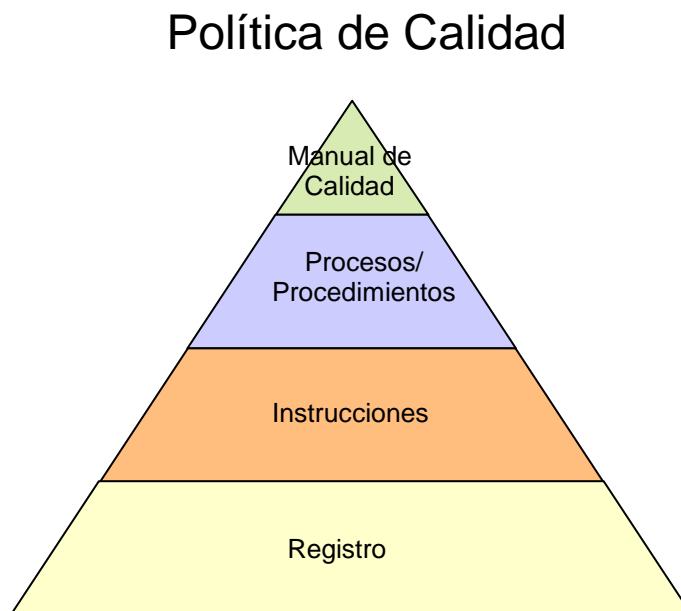 Política de Calidad
Manual de
Calidad
Procesos/
Procedimientos
Instrucciones
Registro